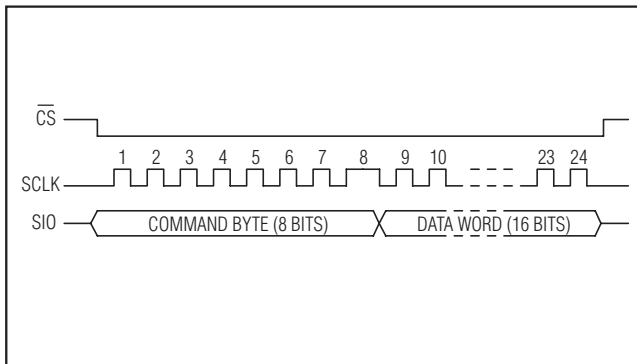 C̅S̅
1 2 3 4 5 6 7 8 9 10 23 24
SCLK
SIO COMMAND BYTE (8 BITS) DATA WORD (16 BITS)